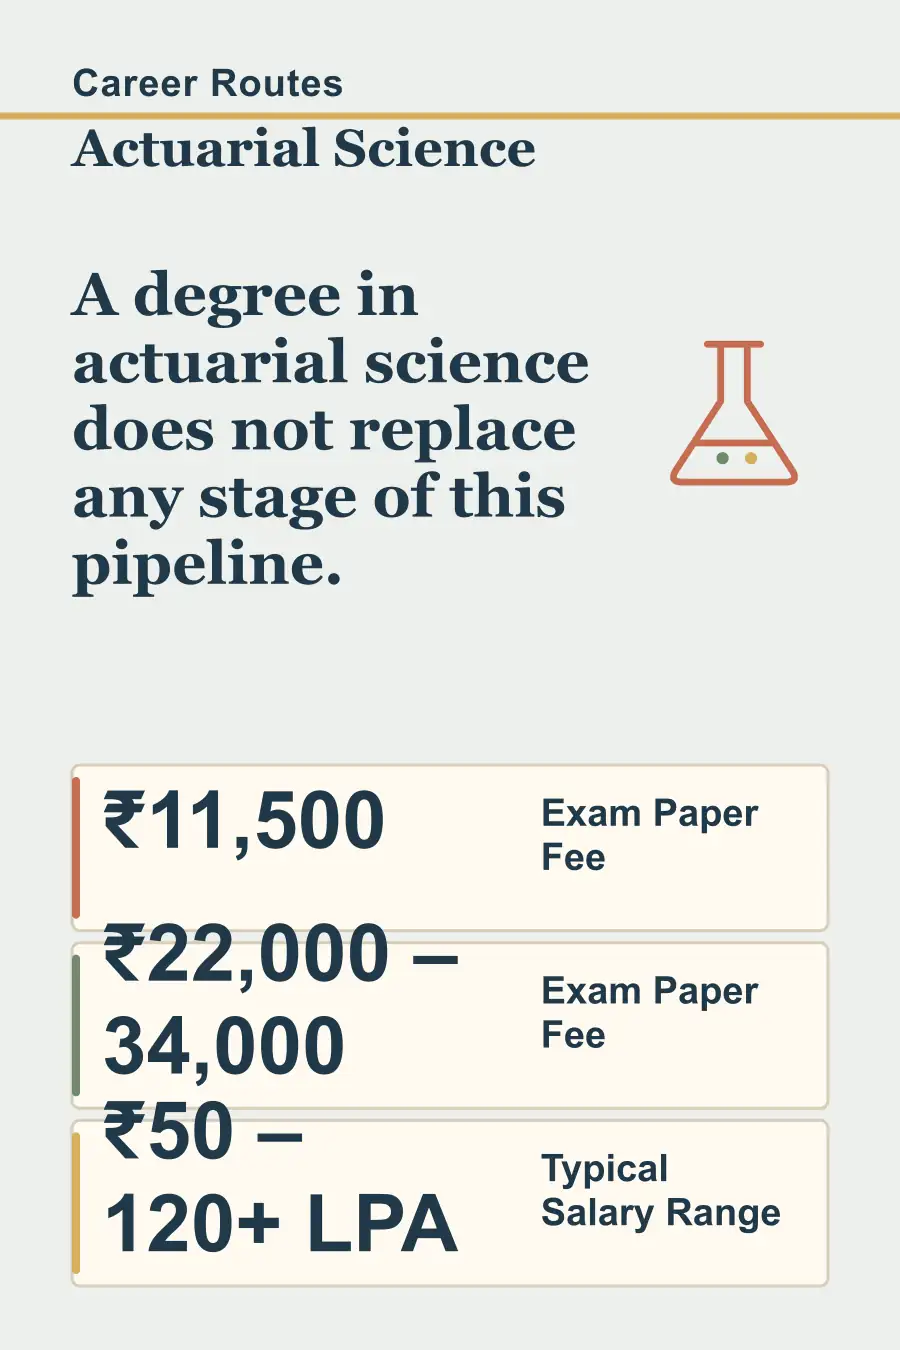 Career Routes
Actuarial Science
A degree in
actuarial science
does not replace
any stage of this
pipeline.
₹11,500
Exam Paper
Fee
₹22,000 –
34,000
Exam Paper
Fee
₹50 –
120+ LPA
Typical
Salary Range